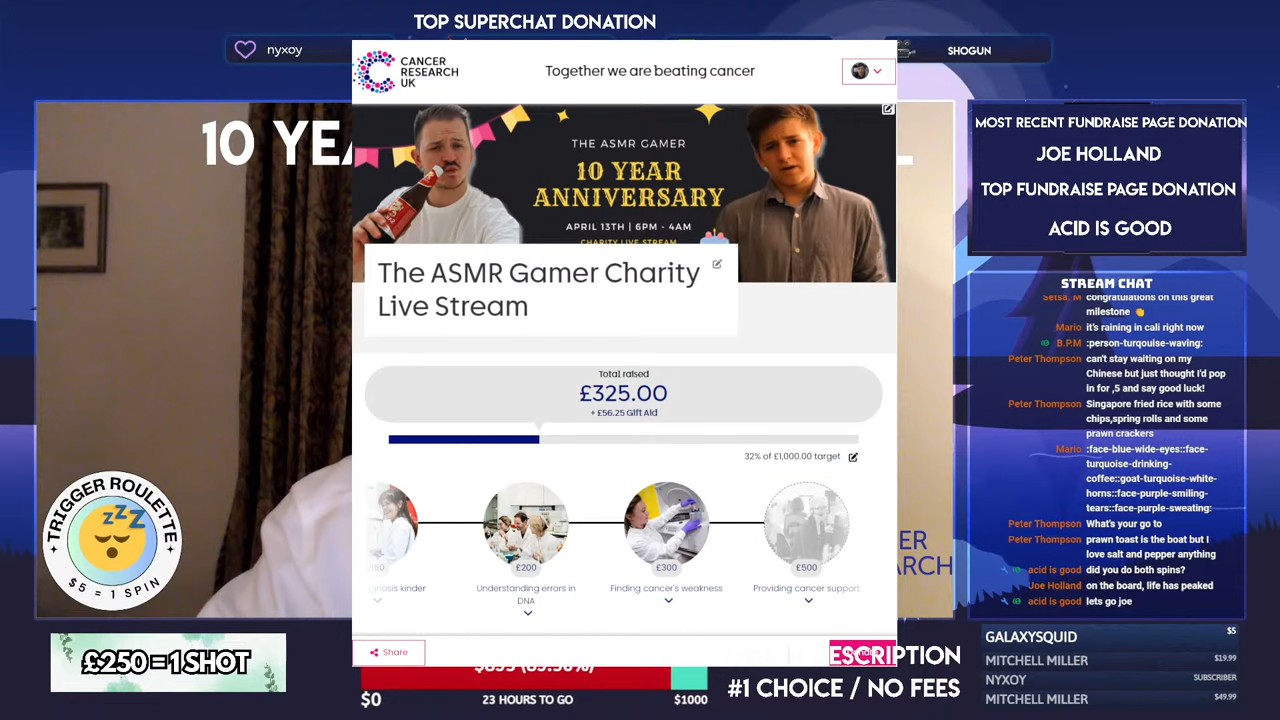 TOP SUPERCHAT DONATION
nyxoy
SHOGUN
CANCER
RESEARCH
UK
Together we are beating cancer
10 YEA
THE ASMR GAMER
10 YEAR
ANNIVERSARY
APRIL 13TH | 6PM - 4AM
CHARITY LIVE STREAM
The ASMR Gamer Charity
Live Stream
Total raised
£325.00
+ £56.25 Gift Aid
32% of £1,000.00 target
£200
£300
£500
gnosis kinder
Understanding errors in
DNA
Finding cancer's weakness
Providing cancer support
Share
MOST RECENT FUNDRAISE PAGE DONATION
JOE HOLLAND
TOP FUNDRAISE PAGE DONATION
ACID IS GOOD
STREAM CHAT
Setsa. M congratulations on this great
milestone 👏
Mario it's raining in cali right now
B.P.M :person-turqouise-waving:
Peter Thompson can't stay waiting on my
Chinese but just thought I'd pop
in for ,5 and say good luck!
Peter Thompson Singapore fried rice with some
chips,spring rolls and some
prawn crackers
Mario :face-blue-wide-eyes::face-
turquoise-drinking-
coffee::goat-turquoise-white-
horns::face-purple-smiling-
tears::face-purple-sweating:
Peter Thompson What's your go to
Peter Thompson prawn toast is the boat but I
love salt and pepper anything
acid is good did you do both spins?
Joe Holland on the board, life has peaked
acid is good lets go joe
ER
ARCH
TRIGGER ROULETTE
zzz
$5 = 1 SPIN
£250 = 1 SHOT
$0
23 HOURS TO GO
$1000
ESCRIPTION
#1 CHOICE / NO FEES
GALAXYSQUID $5
MITCHELL MILLER $19.99
NYXOY SUBSCRIBER
MITCHELL MILLER $49.99